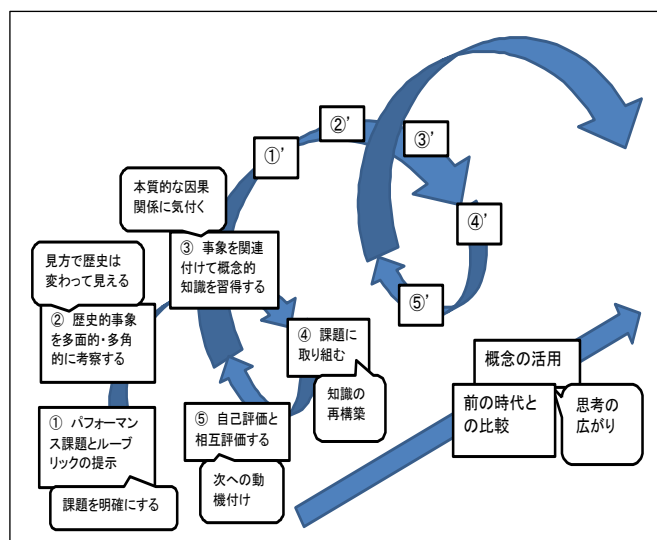 ①’
②’
③’
④’
⑤’
本質的な因果
関係に気付く
③ 事象を関連
付けて概念的
知識を習得する
見方で歴史は
変わって見える
② 歴史的事象
を多面的・多角
的に考察する
④ 課題に
取り組む
知識の
再構築
① パフォーマン
ス課題とルーブ
リックの提示
課題を明確にする
⑤ 自己評価と
相互評価する
次への動
機付け
概念の活用
前の時代と
の比較
思考の
広がり